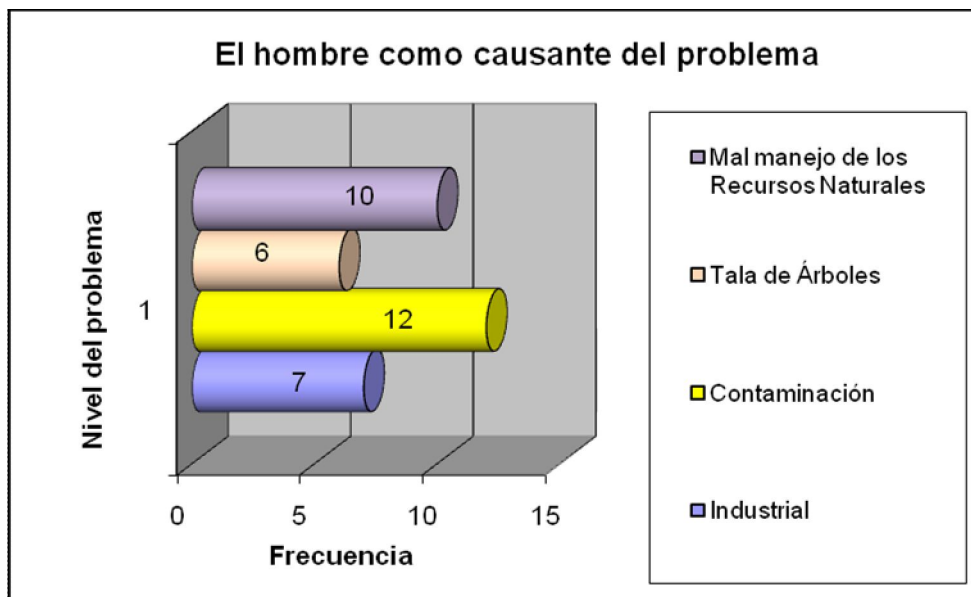 El hombre como causante del problema
Nivel del problema
1
10
6
12
7
0
5
10
15
Frecuencia
Mal manejo de los
Recursos Naturales
Tala de Árboles
Contaminación
Industrial